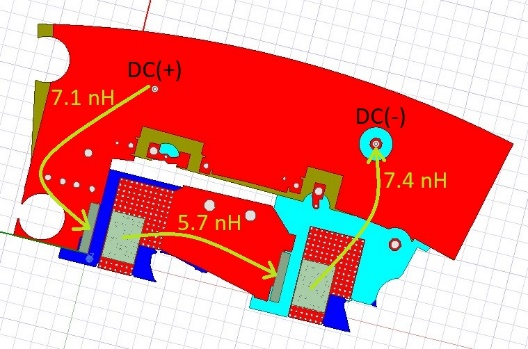 DC(+)
7.1 nH
DC(-)
7.4 nH
5.7 nH